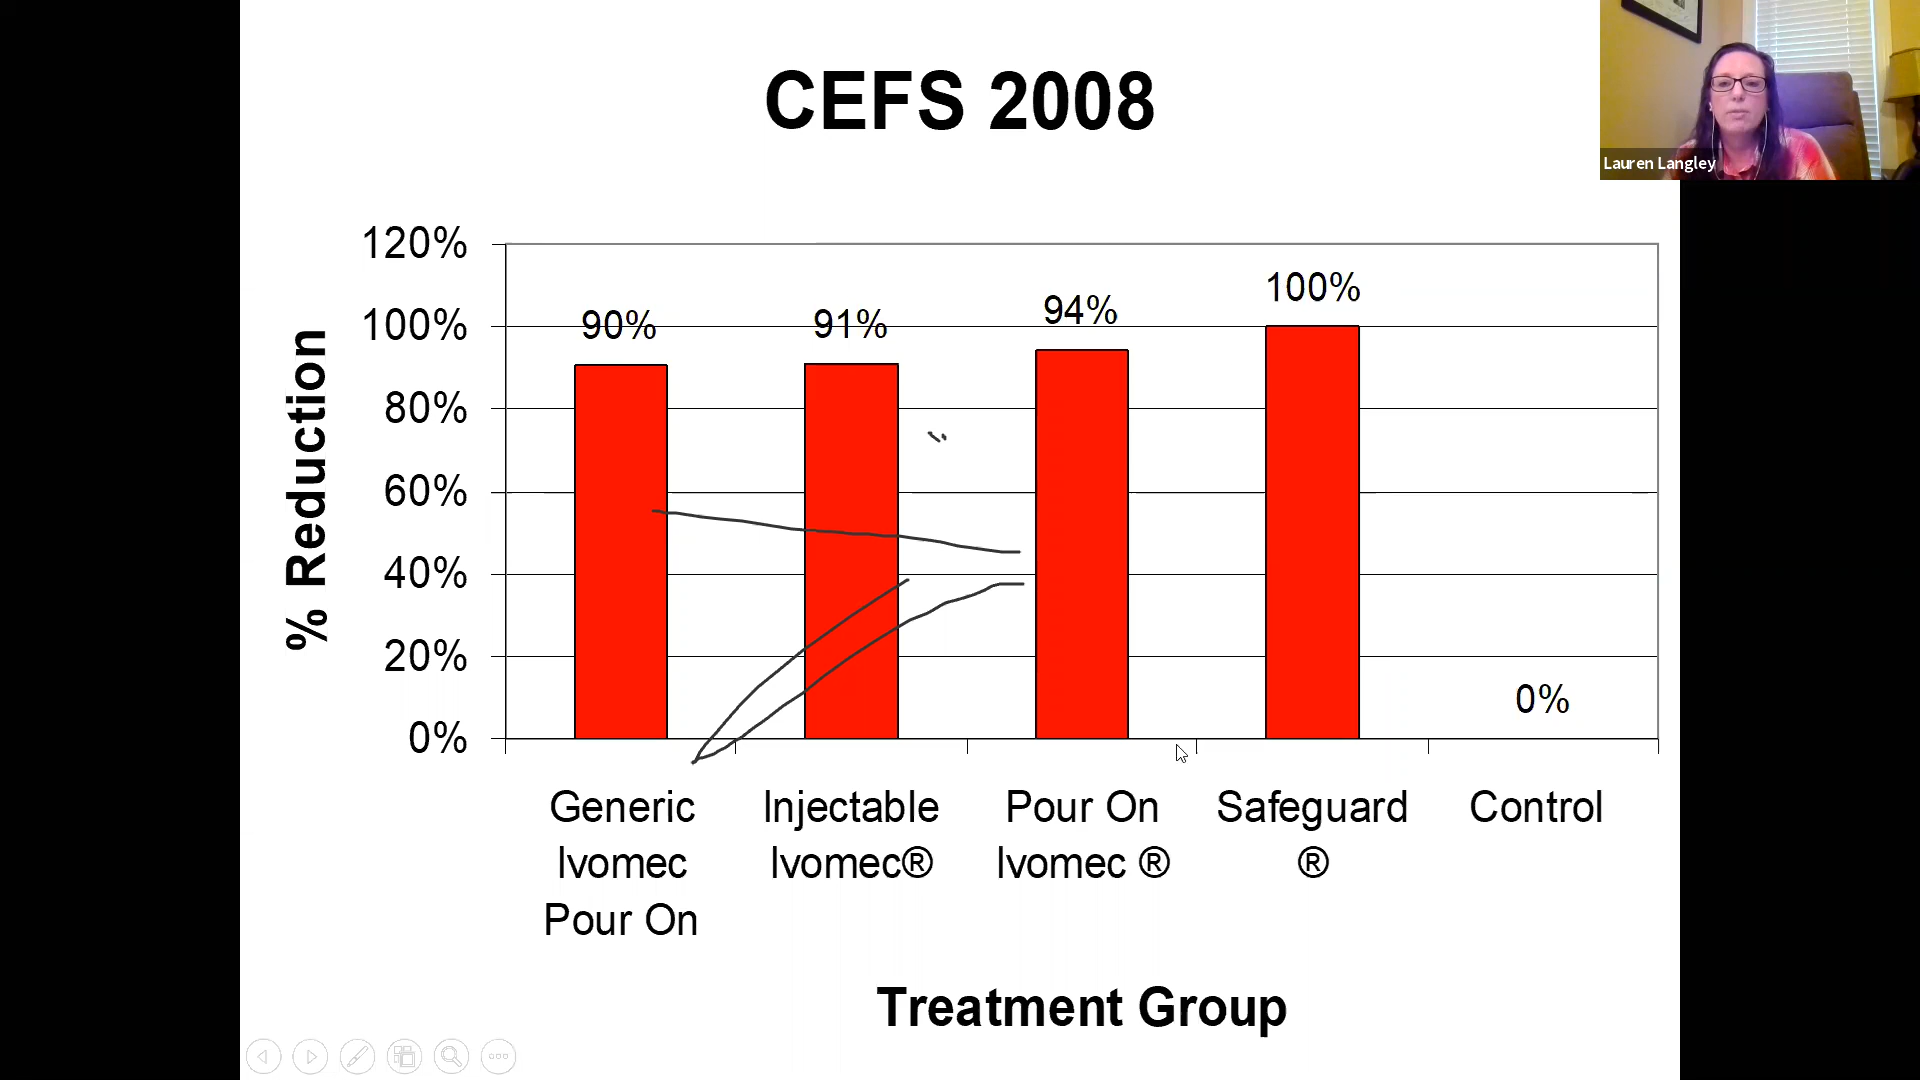 CEFS 2008
Lauren Langley
% Reduction
120%
100%
80%
60%
40%
20%
0%
90%
91%
94%
100%
0%
Generic
Ivomec
Pour On
Injectable
Ivomec®
Pour On
Ivomec ®
Safeguard
®
Control
Treatment Group